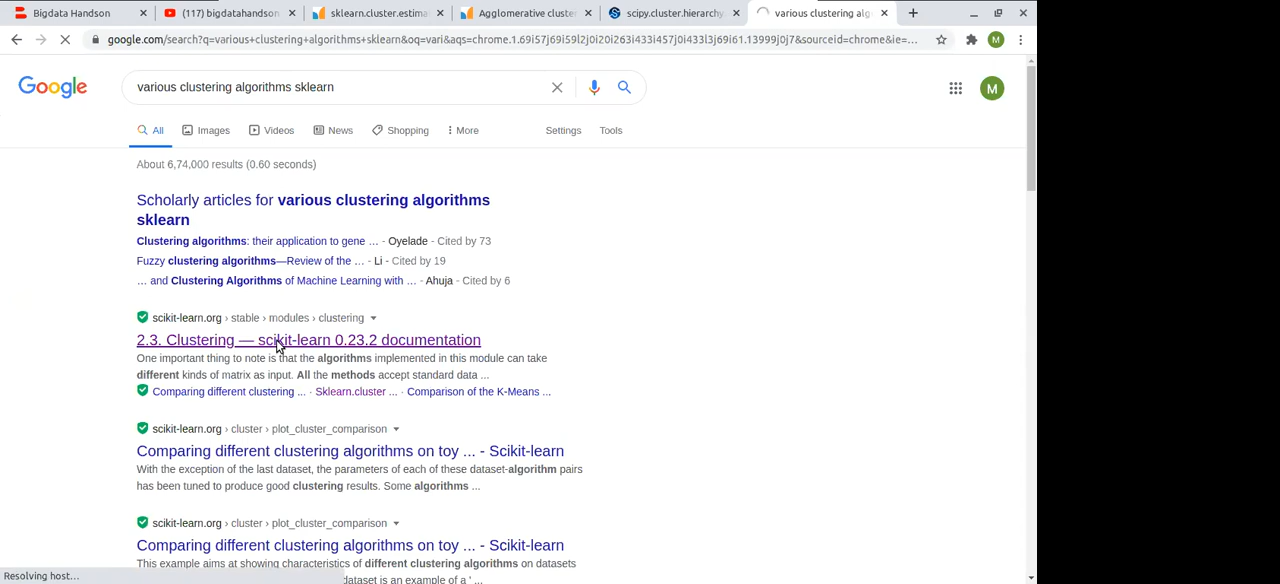 Bigdata Handson
(117) bigdatahandson
sklearn.cluster.estima
Agglomerative cluste
scipy.cluster.hierarchy
various clustering alg
google.com/search?q=various+clustering+algorithms+sklearn&oq=vari&aqs=chrome.1.69i57j69i59l2j0i20i263i433i457j0i433l3j69i61.13999j0j7&sourceid=chrome&ie=...
M
Google
various clustering algorithms sklearn
M
All
Images
Videos
News
Shopping
More
Settings
Tools
About 6,74,000 results (0.60 seconds)
Scholarly articles for various clustering algorithms
sklearn
Clustering algorithms: their application to gene ... - Oyelade - Cited by 73
Fuzzy clustering algorithms—Review of the ... - Li - Cited by 19
... and Clustering Algorithms of Machine Learning with ... - Ahuja - Cited by 6
scikit-learn.org › stable › modules › clustering
2.3. Clustering — scikit-learn 0.23.2 documentation
One important thing to note is that the algorithms implemented in this module can take
different kinds of matrix as input. All the methods accept standard data ...
Comparing different clustering ... · Sklearn.cluster ... · Comparison of the K-Means ...
scikit-learn.org › cluster › plot_cluster_comparison
Comparing different clustering algorithms on toy ... - Scikit-learn
With the exception of the last dataset, the parameters of each of these dataset-algorithm pairs
has been tuned to produce good clustering results. Some algorithms ...
scikit-learn.org › cluster › plot_cluster_comparison
Comparing different clustering algorithms on toy ... - Scikit-learn
This example aims at showing characteristics of different clustering algorithms on datasets
dataset is an example of a ' ...
Resolving host...